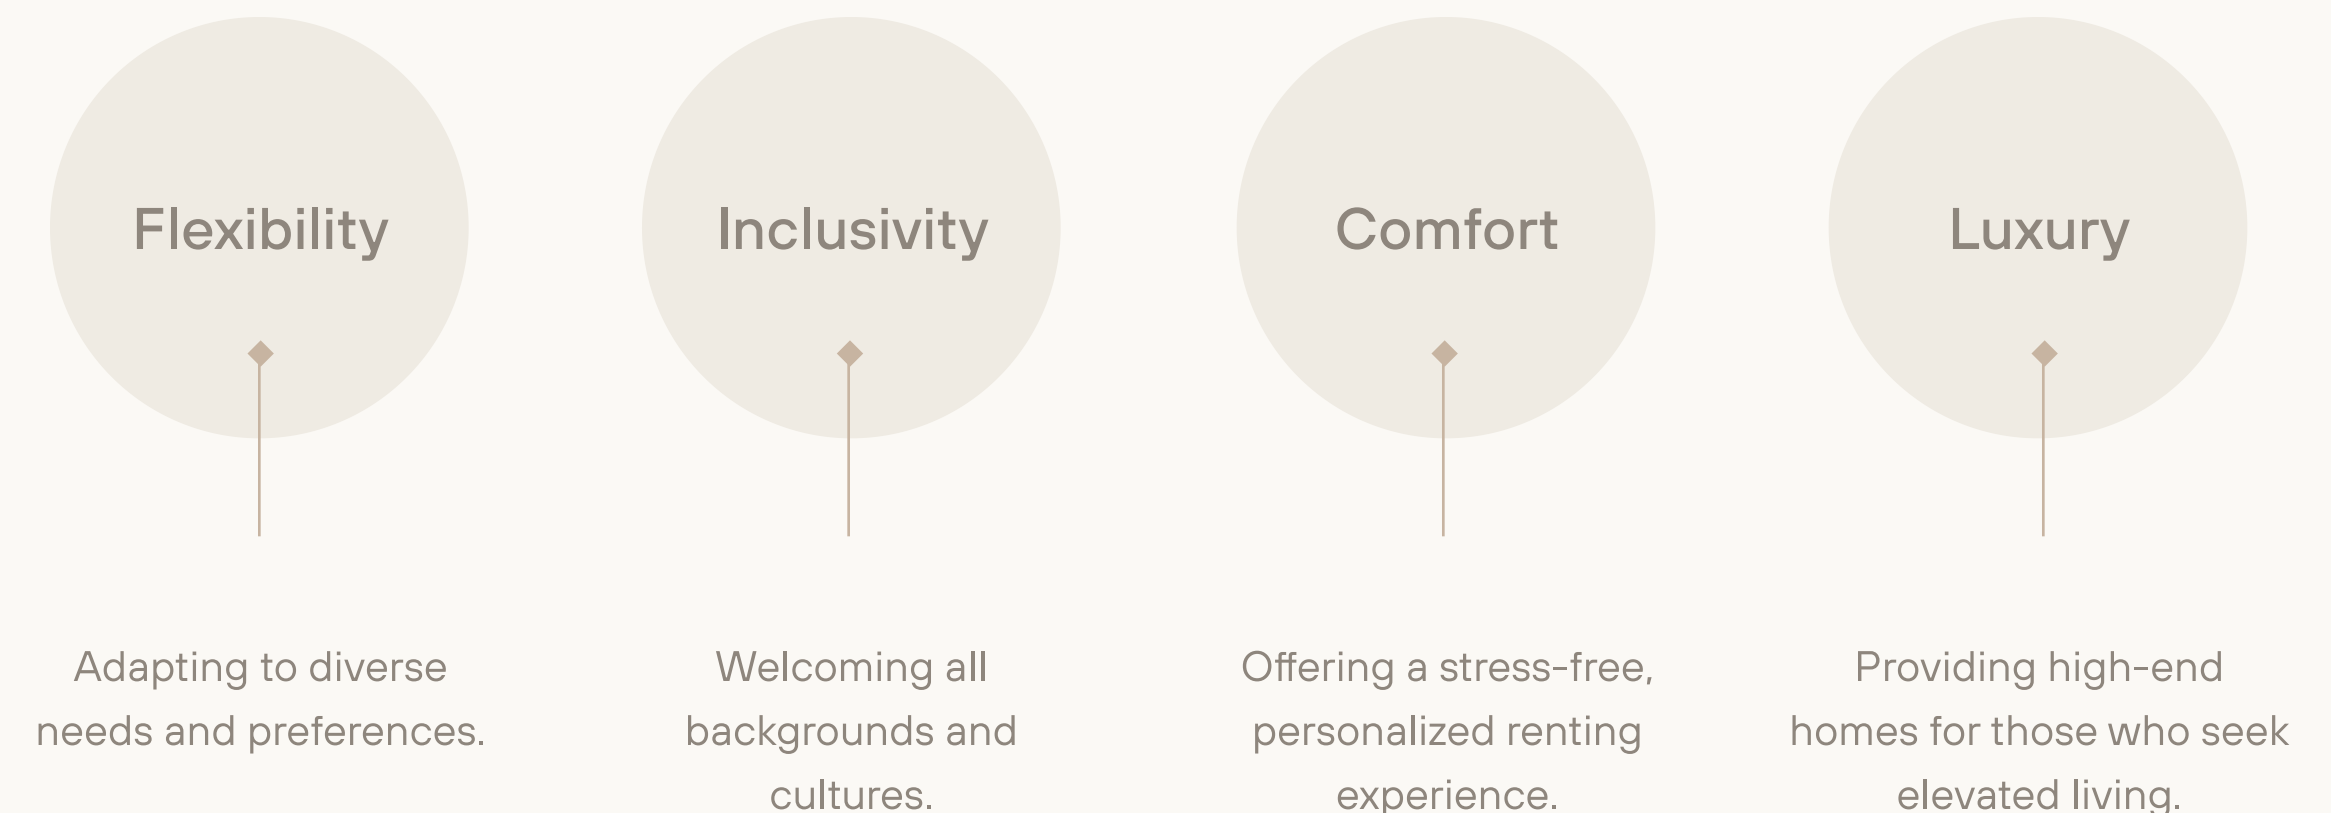 Flexibility
Adapting to diverse
needs and preferences.
Inclusivity
Welcoming all
backgrounds and
cultures.
Comfort
Offering a stress-free,
personalized renting
experience.
Luxury
Providing high-end
homes for those who seek
elevated living.